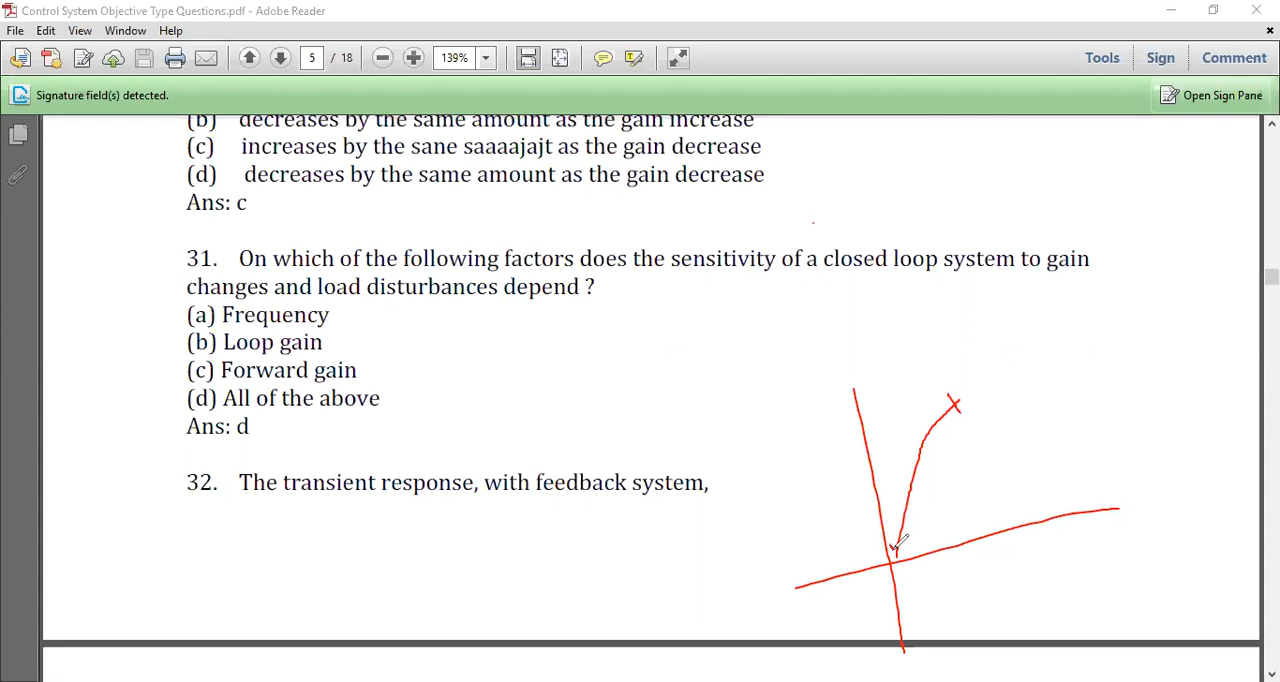 Control System Objective Type Questions.pdf - Adobe Reader
File Edit View Window Help
5 / 18 139% Tools Sign Comment
Signature field(s) detected. Open Sign Pane
(b) decreases by the same amount as the gain increase
(c) increases by the sane saaaajajt as the gain decrease
(d) decreases by the same amount as the gain decrease
Ans: c
31. On which of the following factors does the sensitivity of a closed loop system to gain
changes and load disturbances depend ?
(a) Frequency
(b) Loop gain
(c) Forward gain
(d) All of the above
Ans: d
32. The transient response, with feedback system,